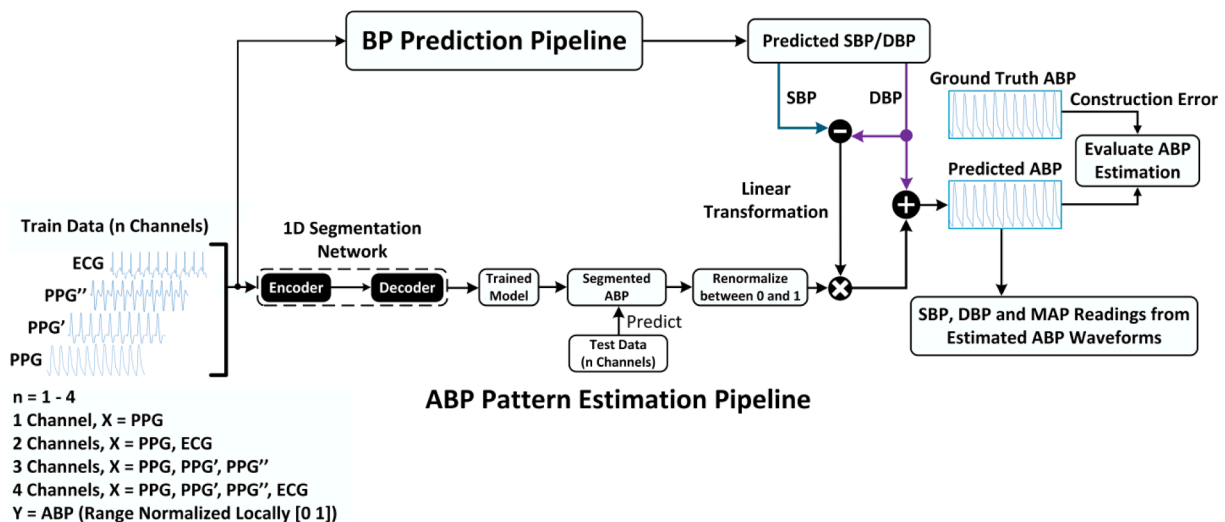 BP Prediction Pipeline
Predicted SBP/DBP
SBP
DBP
Ground Truth ABP
Construction Error
Evaluate ABP
Estimation
Predicted ABP
Linear
Transformation
Train Data (n Channels)
ECG
PPG''
PPG'
PPG
1D Segmentation
Network
Encoder
Decoder
Trained
Model
Segmented
ABP
Renormalize
between 0 and 1
Predict
Test Data
(n Channels)
SBP, DBP and MAP Readings from
Estimated ABP Waveforms
ABP Pattern Estimation Pipeline
n = 1 - 4
1 Channel, X = PPG
2 Channels, X = PPG, ECG
3 Channels, X = PPG, PPG’, PPG’’
4 Channels, X = PPG, PPG’, PPG’’, ECG
Y = ABP (Range Normalized Locally [0 1])